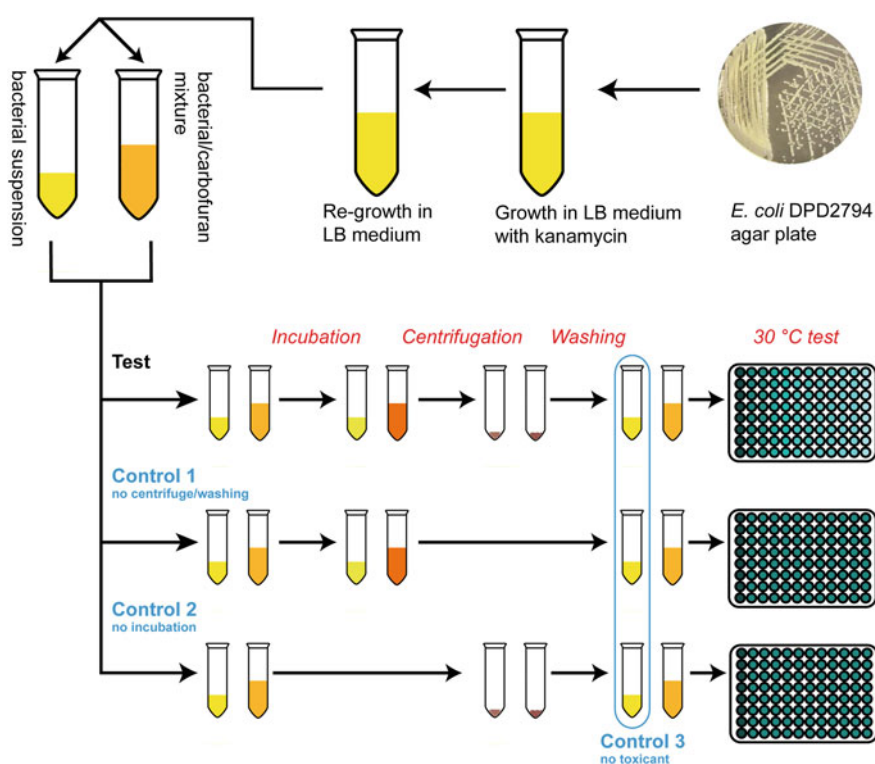 bacterial suspension
bacterial/carbofuran
mixture
Re-growth in
LB medium
Growth in LB medium
with kanamycin
E. coli DPD2794
agar plate
Incubation
Centrifugation
Washing
30 °C test
Test
Control 1
no centrifuge/washing
Control 2
no incubation
Control 3
no toxicant